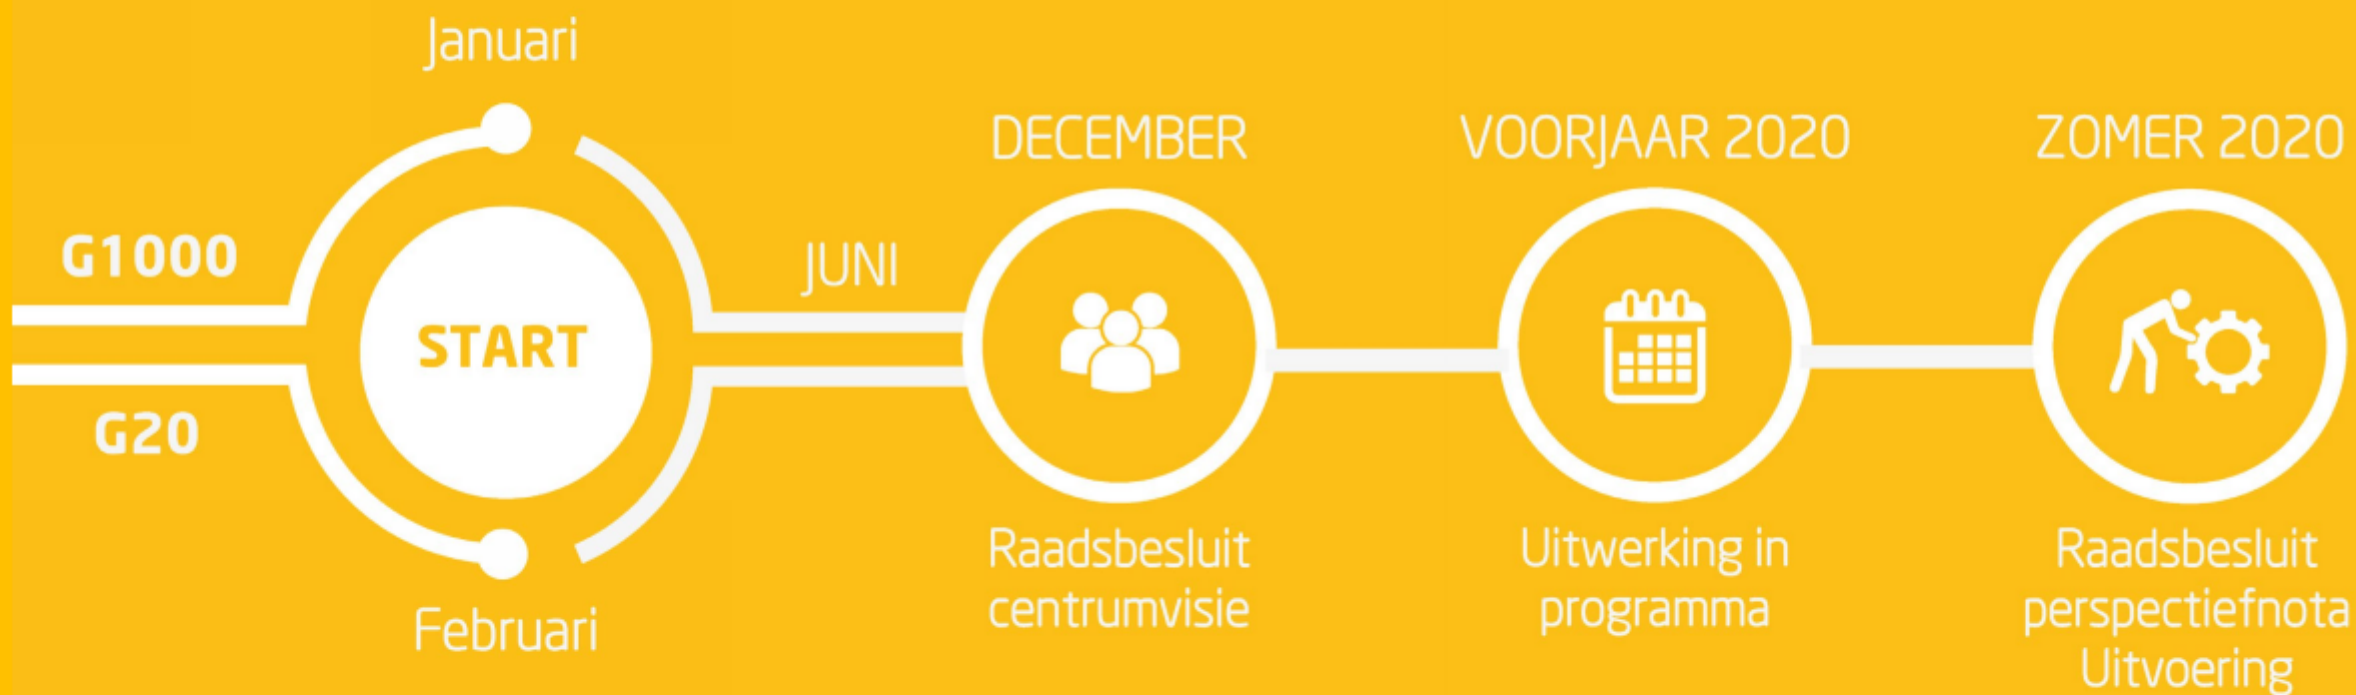 Januari
G1000
START
G20
Februari
JUNI
DECEMBER
Raadsbesluit
centrumvisie
VOORJAAR 2020
Uitwerking in
programma
ZOMER 2020
Raadsbesluit
perspectiefnota
Uitvoering